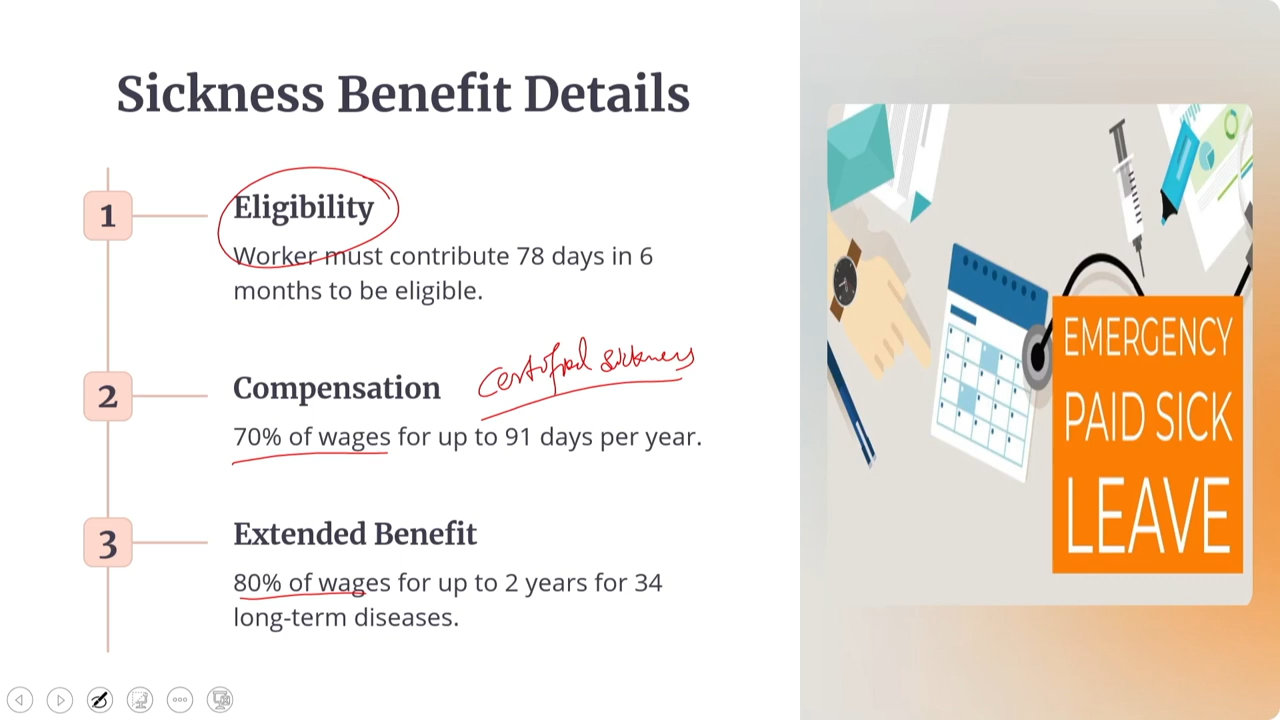 Sickness Benefit Details
1
Eligibility
Worker must contribute 78 days in 6
months to be eligible.
certified sickness
2
Compensation
70% of wages for up to 91 days per year.
3
Extended Benefit
80% of wages for up to 2 years for 34
long-term diseases.
EMERGENCY
PAID SICK
LEAVE